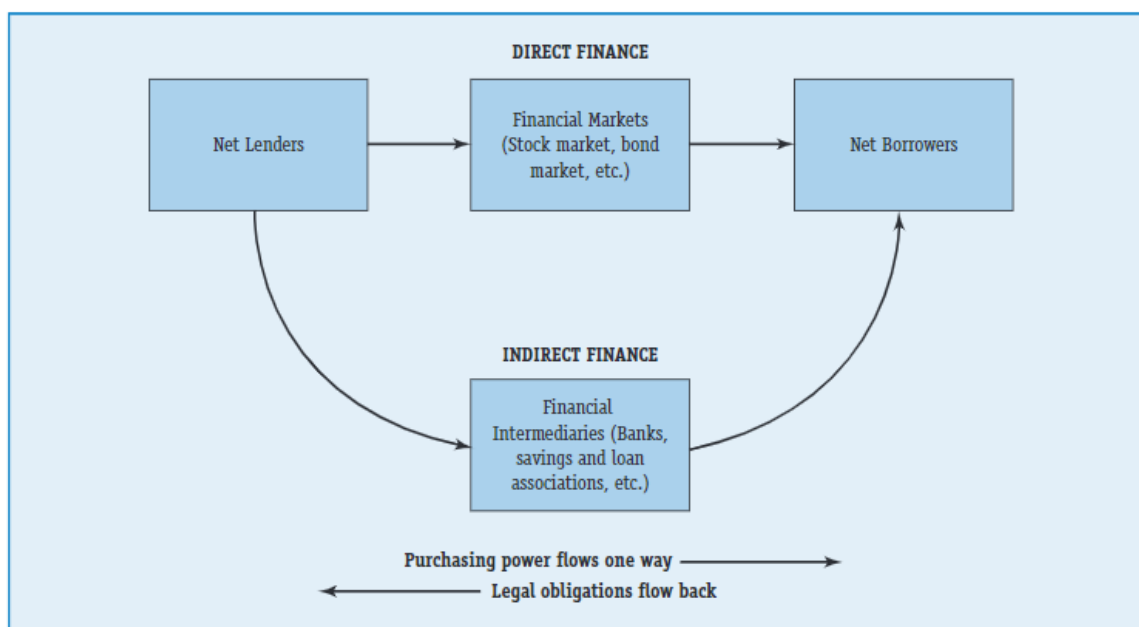 DIRECT FINANCE
Net Lenders
Financial Markets
(Stock market, bond
market, etc.)
Net Borrowers
INDIRECT FINANCE
Financial
Intermediaries (Banks,
savings and loan
associations, etc.)
Purchasing power flows one way
Legal obligations flow back